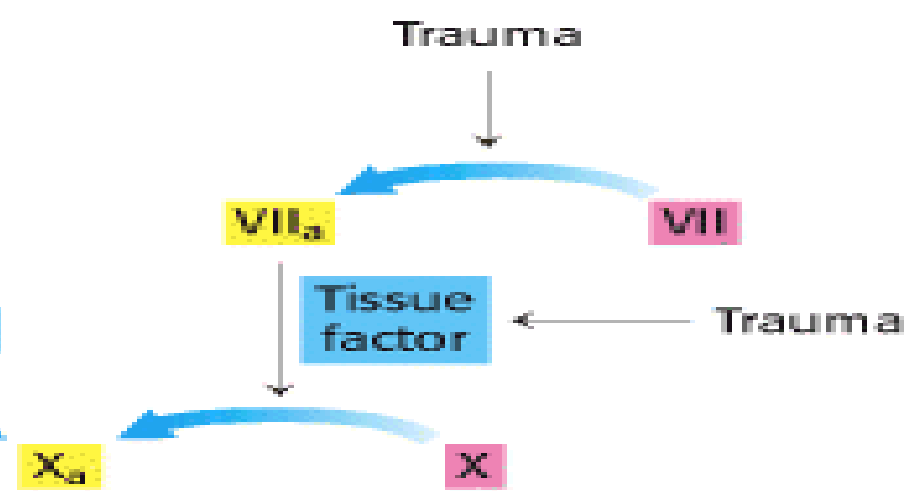 Trauma
VIIₐ
VII
Tissue
factor
Trauma
Xₐ
X